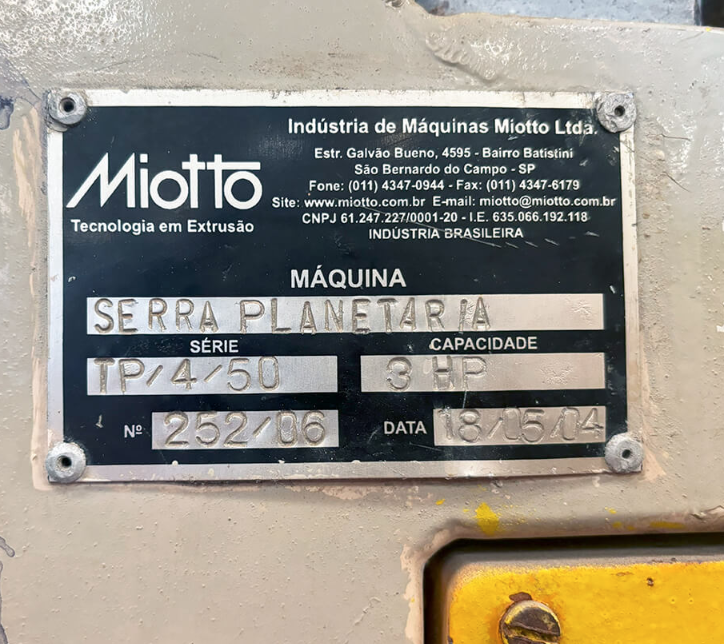 Indústria de Máquinas Miotto Ltda.
Estr. Galvão Bueno, 4595 - Bairro Batistini
São Bernardo do Campo - SP
Fone: (011) 4347-0944 - Fax: (011) 4347-6179
Site: www.miotto.com.br E-mail: miotto@miotto.com.br
CNPJ 61.247.227/0001-20 - I.E. 635.066.192.118
INDÚSTRIA BRASILEIRA
Miotto
Tecnologia em Extrusão
MÁQUINA
SERRA PLANETARIA
SÉRIE CAPACIDADE
TP/4/50 3 HP
Nº 252/06 DATA 18/05/04